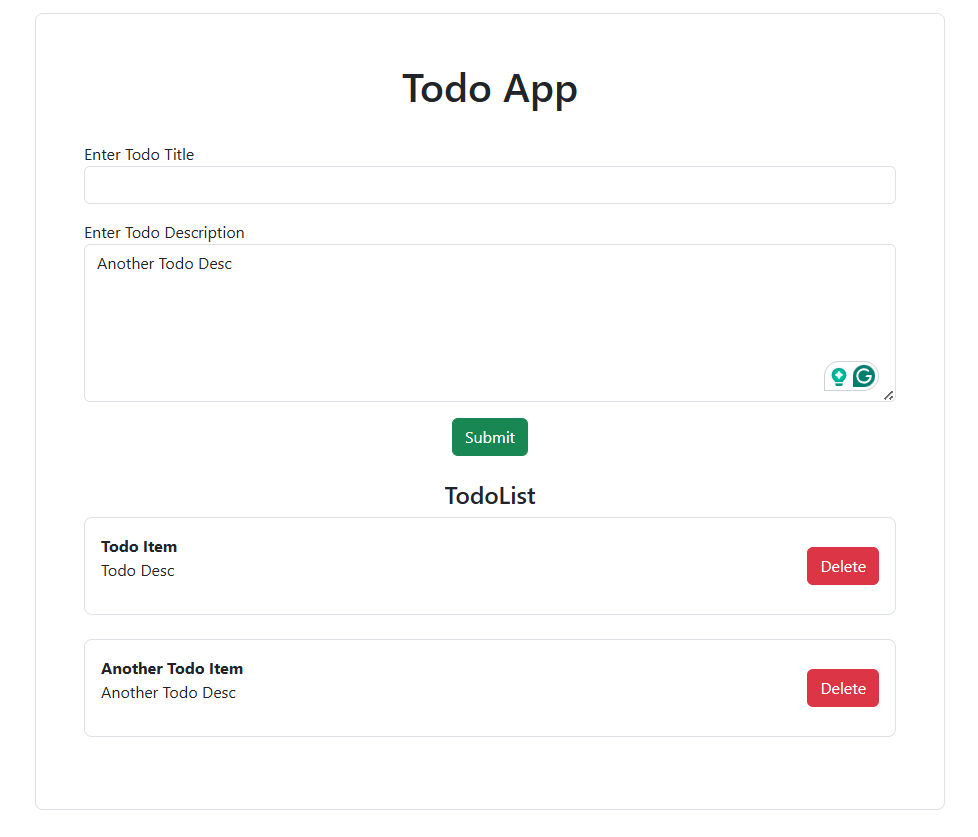 Todo App
Enter Todo Title
Enter Todo Description
Another Todo Desc
Submit
TodoList
Todo Item
Todo Desc
Delete
Another Todo Item
Another Todo Desc
Delete